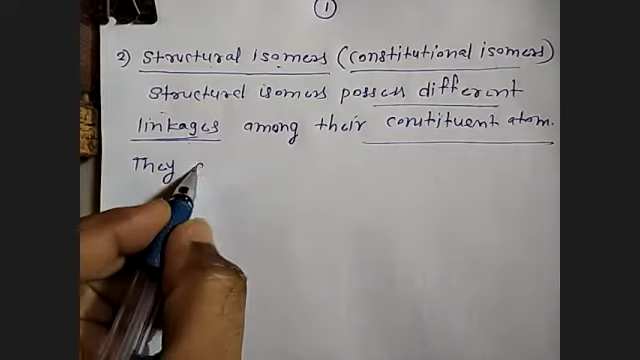 1
2) structural isomers (constitutional isomers)
structural isomers possess different
linkages among their constituent atom.
They